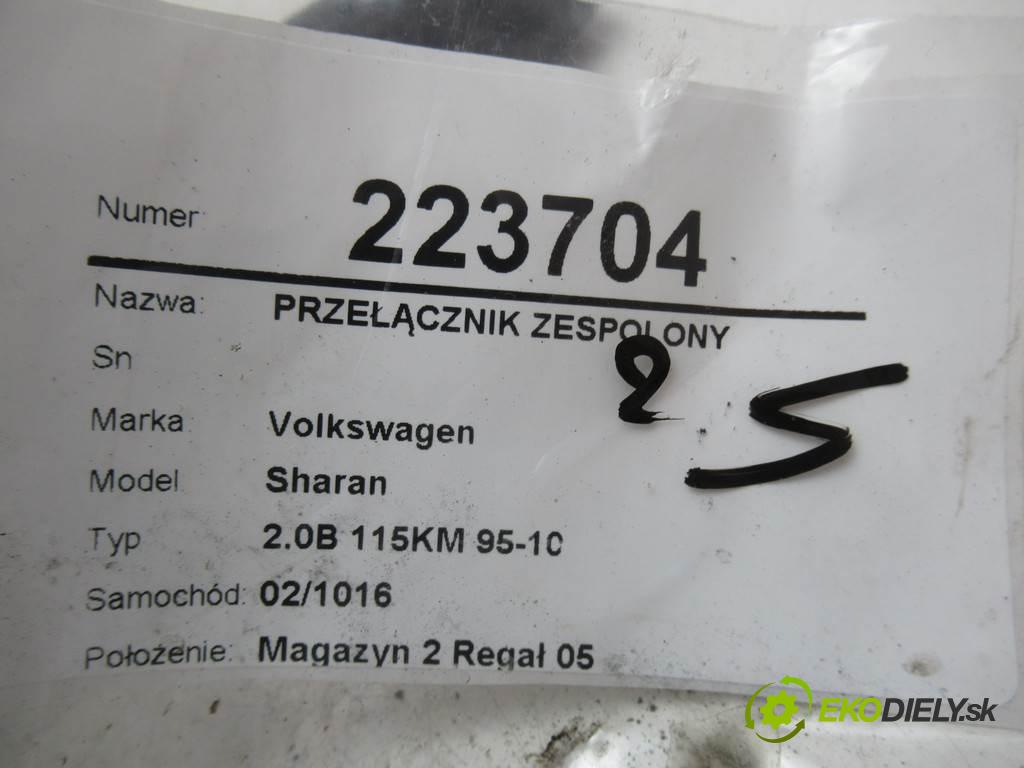 Numer: 223704
Nazwa: PRZEŁĄCZNIK ZESPOLONY
Sn
2 S
Marka: Volkswagen
Model: Sharan
Typ 2.0B 115KM 95-10
Samochód: 02/1016
Położenie: Magazyn 2 Regał 05
EKODIELY.sk